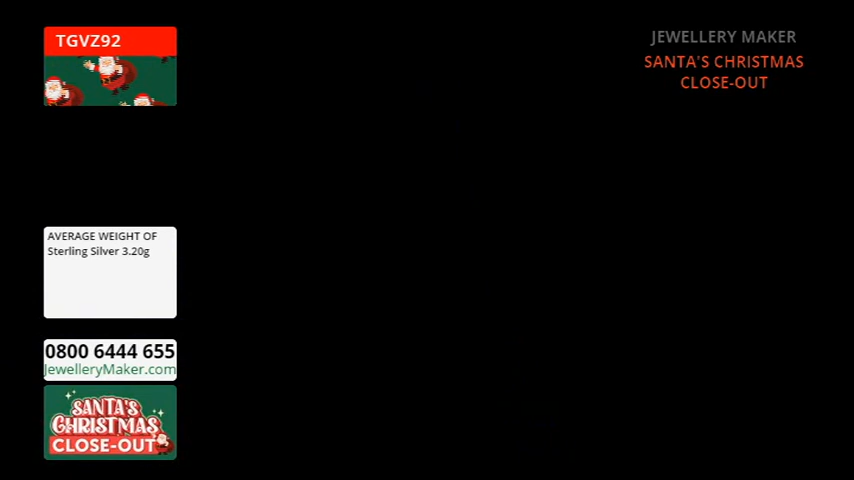 TGVZ92
JEWELLERY MAKER
SANTA'S CHRISTMAS
CLOSE-OUT
AVERAGE WEIGHT OF
Sterling Silver 3.20g
0800 6444 655
JewelleryMaker.com
SANTA'S
CHRISTMAS
CLOSE-OUT